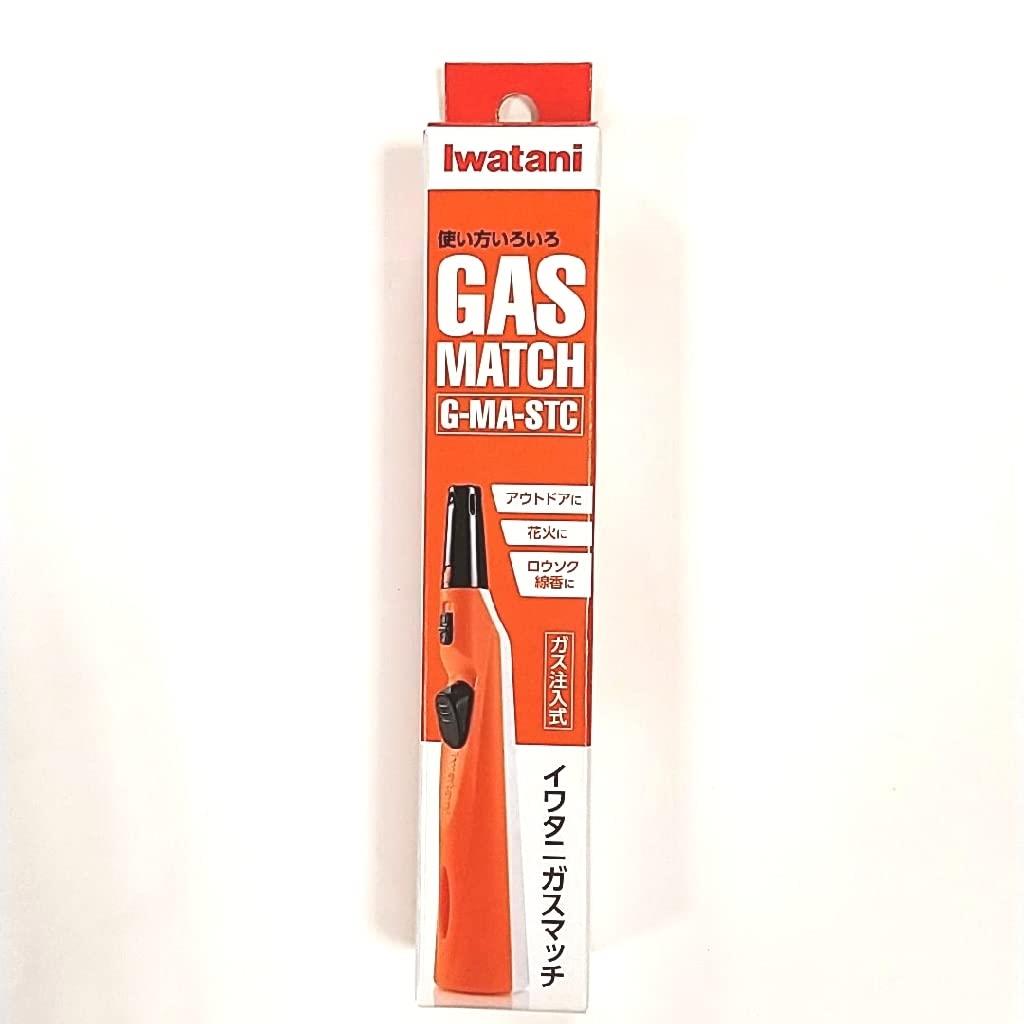 Iwatani
使い方いろいろ
GAS
MATCH
G-MA-STC
アウトドアに
花火に
ロウソク
線香に
ガス注入式
イワタニガスマッチ